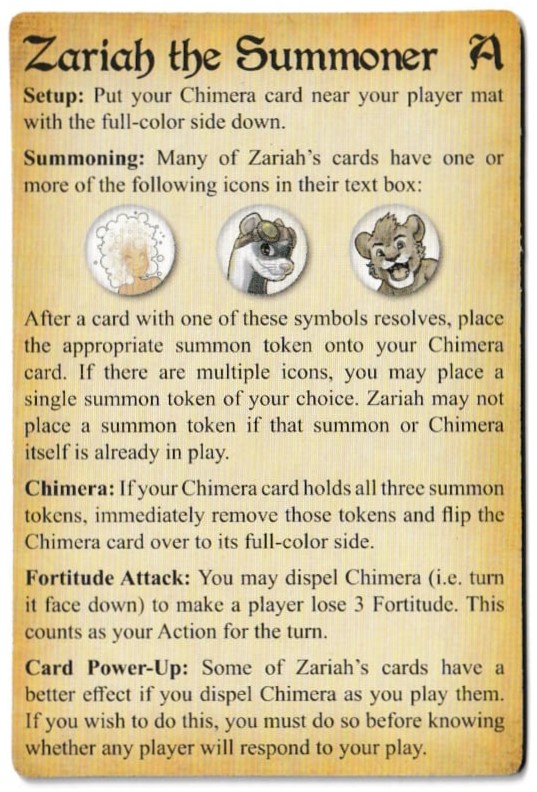 Zariah the Summoner A
Setup: Put your Chimera card near your player mat
with the full-color side down.
Summoning: Many of Zariah's cards have one or
more of the following icons in their text box:
After a card with one of these symbols resolves, place
the appropriate summon token onto your Chimera
card. If there are multiple icons, you may place a
single summon token of your choice. Zariah may not
place a summon token if that summon or Chimera
itself is already in play.
Chimera: If your Chimera card holds all three summon
tokens, immediately remove those tokens and flip the
Chimera card over to its full-color side.
Fortitude Attack: You may dispel Chimera (i.e. turn
it face down) to make a player lose 3 Fortitude. This
counts as your Action for the turn.
Card Power-Up: Some of Zariah's cards have a
better effect if you dispel Chimera as you play them.
If you wish to do this, you must do so before knowing
whether any player will respond to your play.